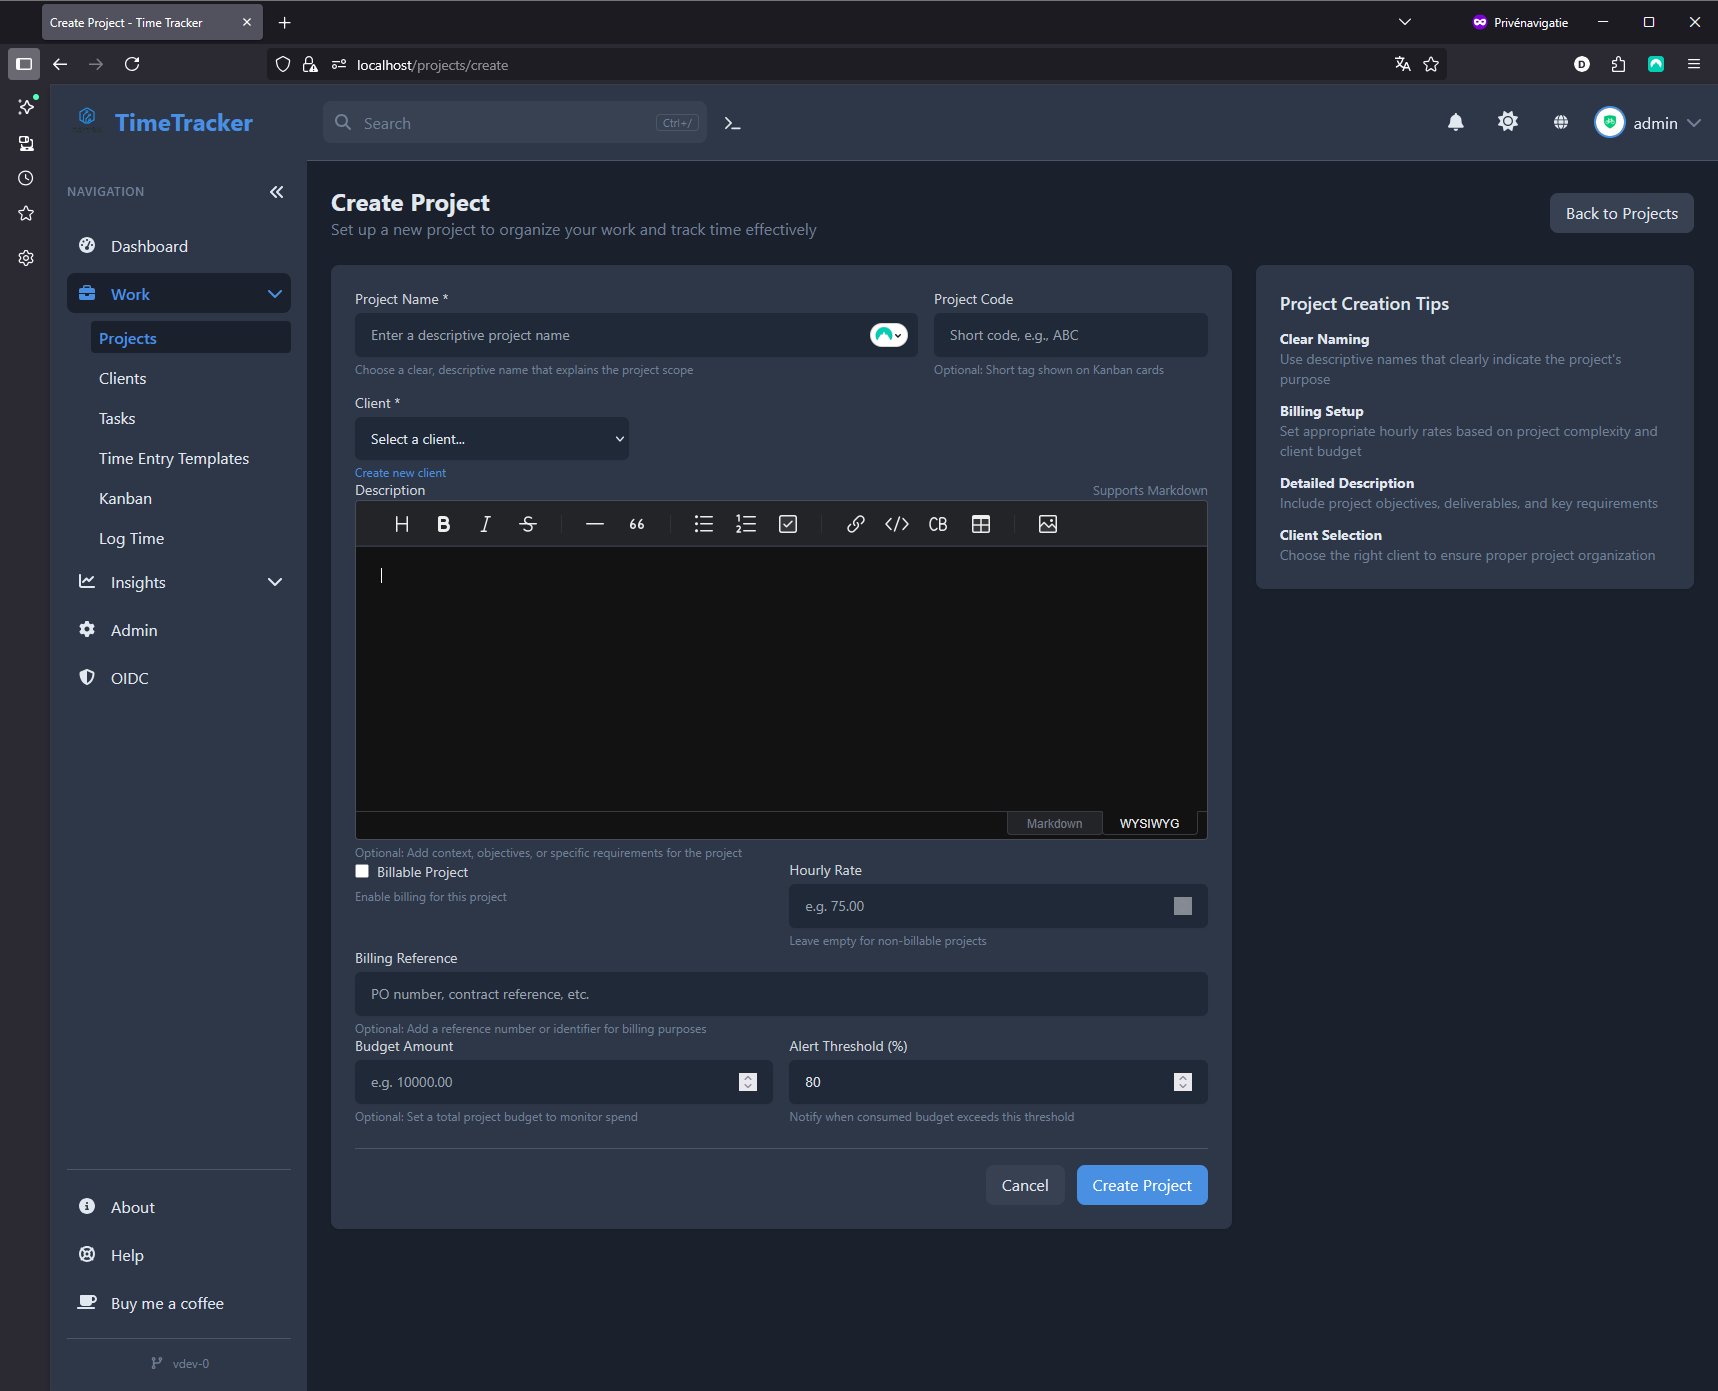 Create Project - Time Tracker
Privénavigatie
localhost/projects/create
TimeTracker
Search
Ctrl+/
admin
NAVIGATION
Dashboard
Work
Projects
Clients
Tasks
Time Entry Templates
Kanban
Log Time
Insights
Admin
OIDC
About
Help
Buy me a coffee
vdev-0
Create Project
Set up a new project to organize your work and track time effectively
Back to Projects
Project Name *
Enter a descriptive project name
Choose a clear, descriptive name that explains the project scope
Project Code
Short code, e.g., ABC
Optional: Short tag shown on Kanban cards
Client *
Select a client...
Create new client
Description
Supports Markdown
CB
Markdown
WYSIWYG
Optional: Add context, objectives, or specific requirements for the project
Billable Project
Enable billing for this project
Hourly Rate
e.g. 75.00
Leave empty for non-billable projects
Billing Reference
PO number, contract reference, etc.
Optional: Add a reference number or identifier for billing purposes
Budget Amount
e.g. 10000.00
Optional: Set a total project budget to monitor spend
Alert Threshold (%)
80
Notify when consumed budget exceeds this threshold
Cancel
Create Project
Project Creation Tips
Clear Naming
Use descriptive names that clearly indicate the project's
purpose
Billing Setup
Set appropriate hourly rates based on project complexity and
client budget
Detailed Description
Include project objectives, deliverables, and key requirements
Client Selection
Choose the right client to ensure proper project organization